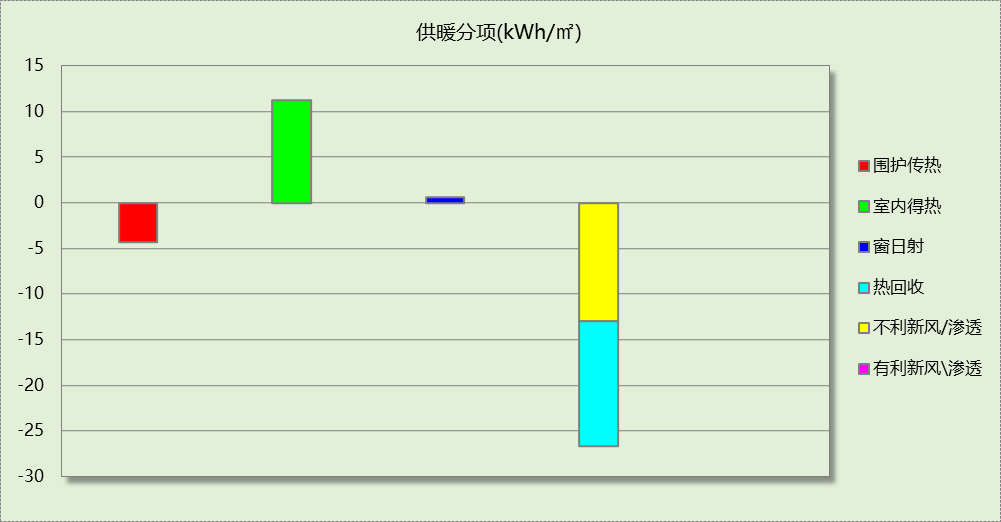 供暖分项(kWh/㎡)
15
10
5
0
-5
-10
-15
-20
-25
-30
围护传热
室内得热
窗日射
热回收
不利新风/渗透
有利新风\渗透